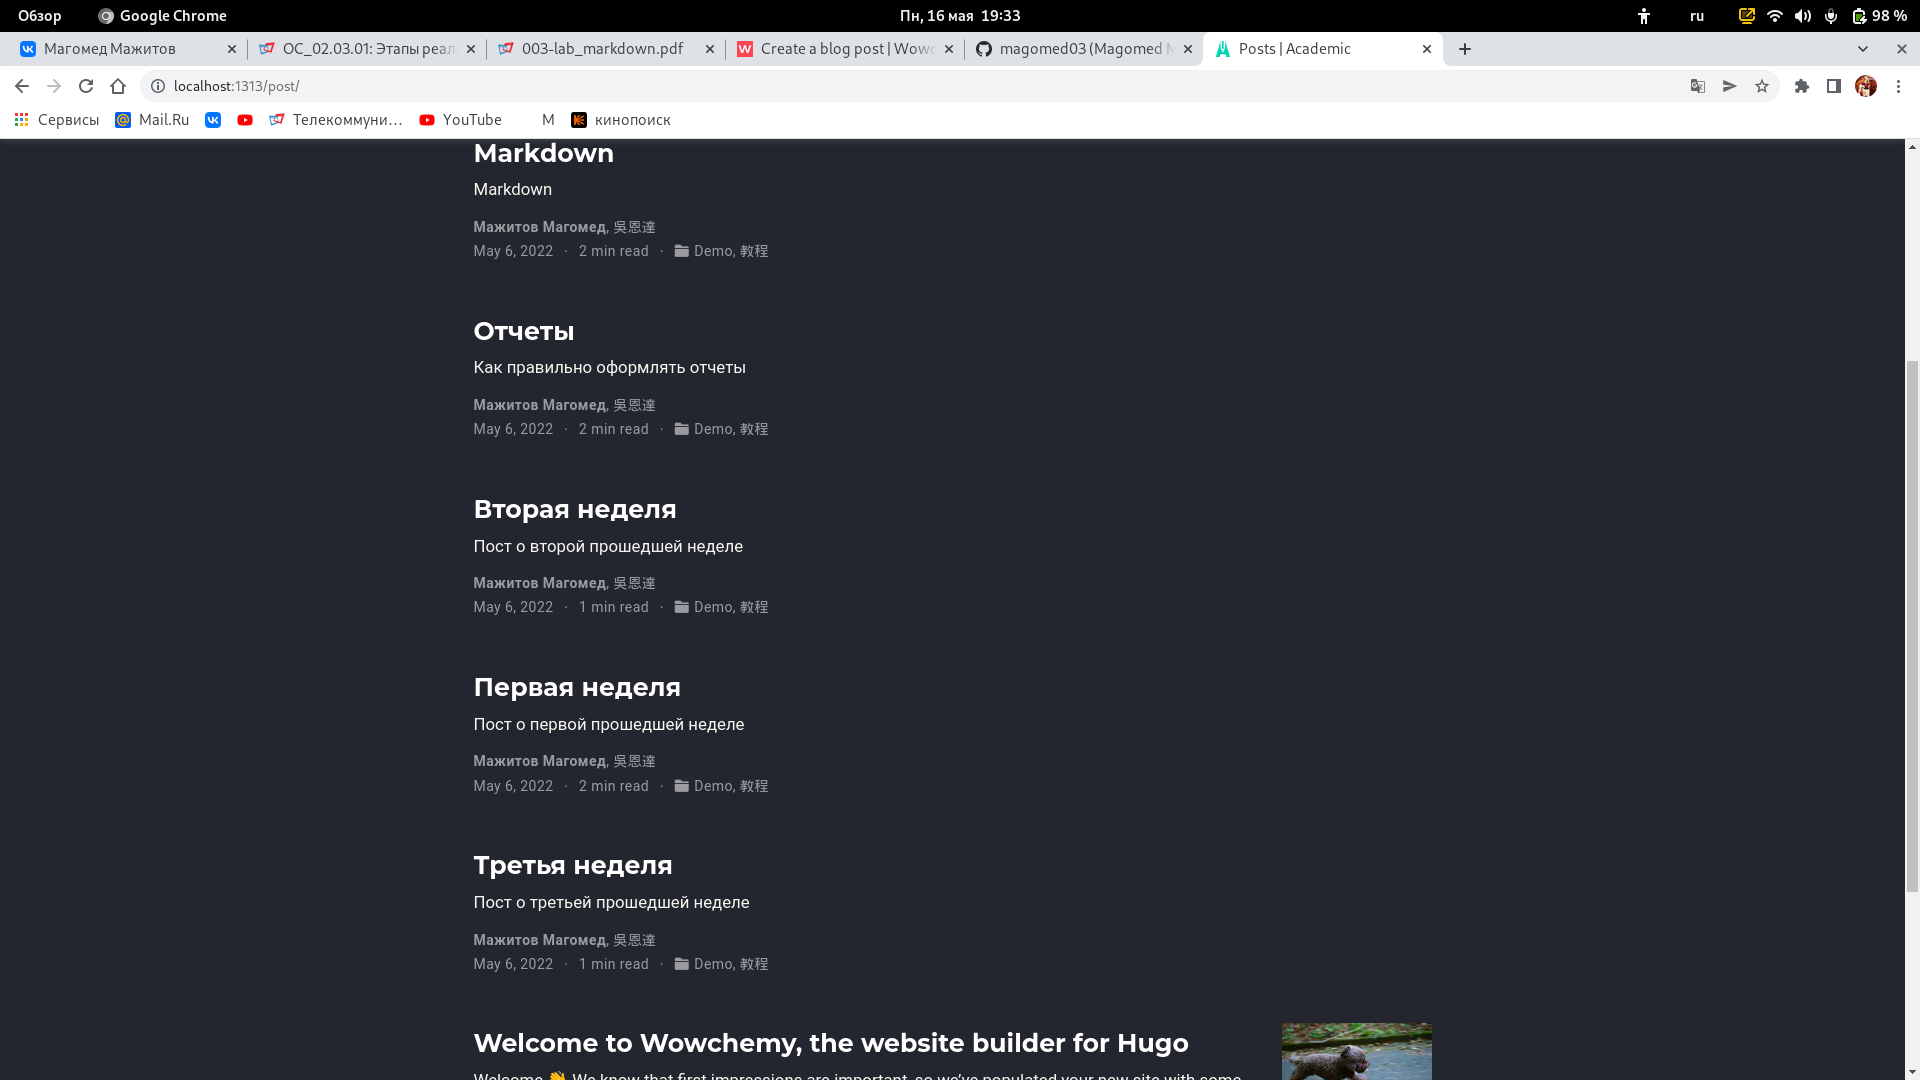 Обзор
Google Chrome
Пн, 16 мая 19:33
ru
98 %
Магомед Мажитов
ОС_02.03.01: Этапы реал
003-lab_markdown.pdf
Create a blog post | Wowc
magomed03 (Magomed M
Posts | Academic
localhost:1313/post/
Сервисы
Mail.Ru
Телекоммуни…
YouTube
М
кинопоиск
Markdown
Markdown
Мажитов Магомед, 吳恩達
May 6, 2022 · 2 min read · Demo, 教程
Отчеты
Как правильно оформлять отчеты
Мажитов Магомед, 吳恩達
May 6, 2022 · 2 min read · Demo, 教程
Вторая неделя
Пост о второй прошедшей неделе
Мажитов Магомед, 吳恩達
May 6, 2022 · 1 min read · Demo, 教程
Первая неделя
Пост о первой прошедшей неделе
Мажитов Магомед, 吳恩達
May 6, 2022 · 2 min read · Demo, 教程
Третья неделя
Пост о третьей прошедшей неделе
Мажитов Магомед, 吳恩達
May 6, 2022 · 1 min read · Demo, 教程
Welcome to Wowchemy, the website builder for Hugo
Welcome 👋 We know that first impressions are important, so we've populated your new site with some